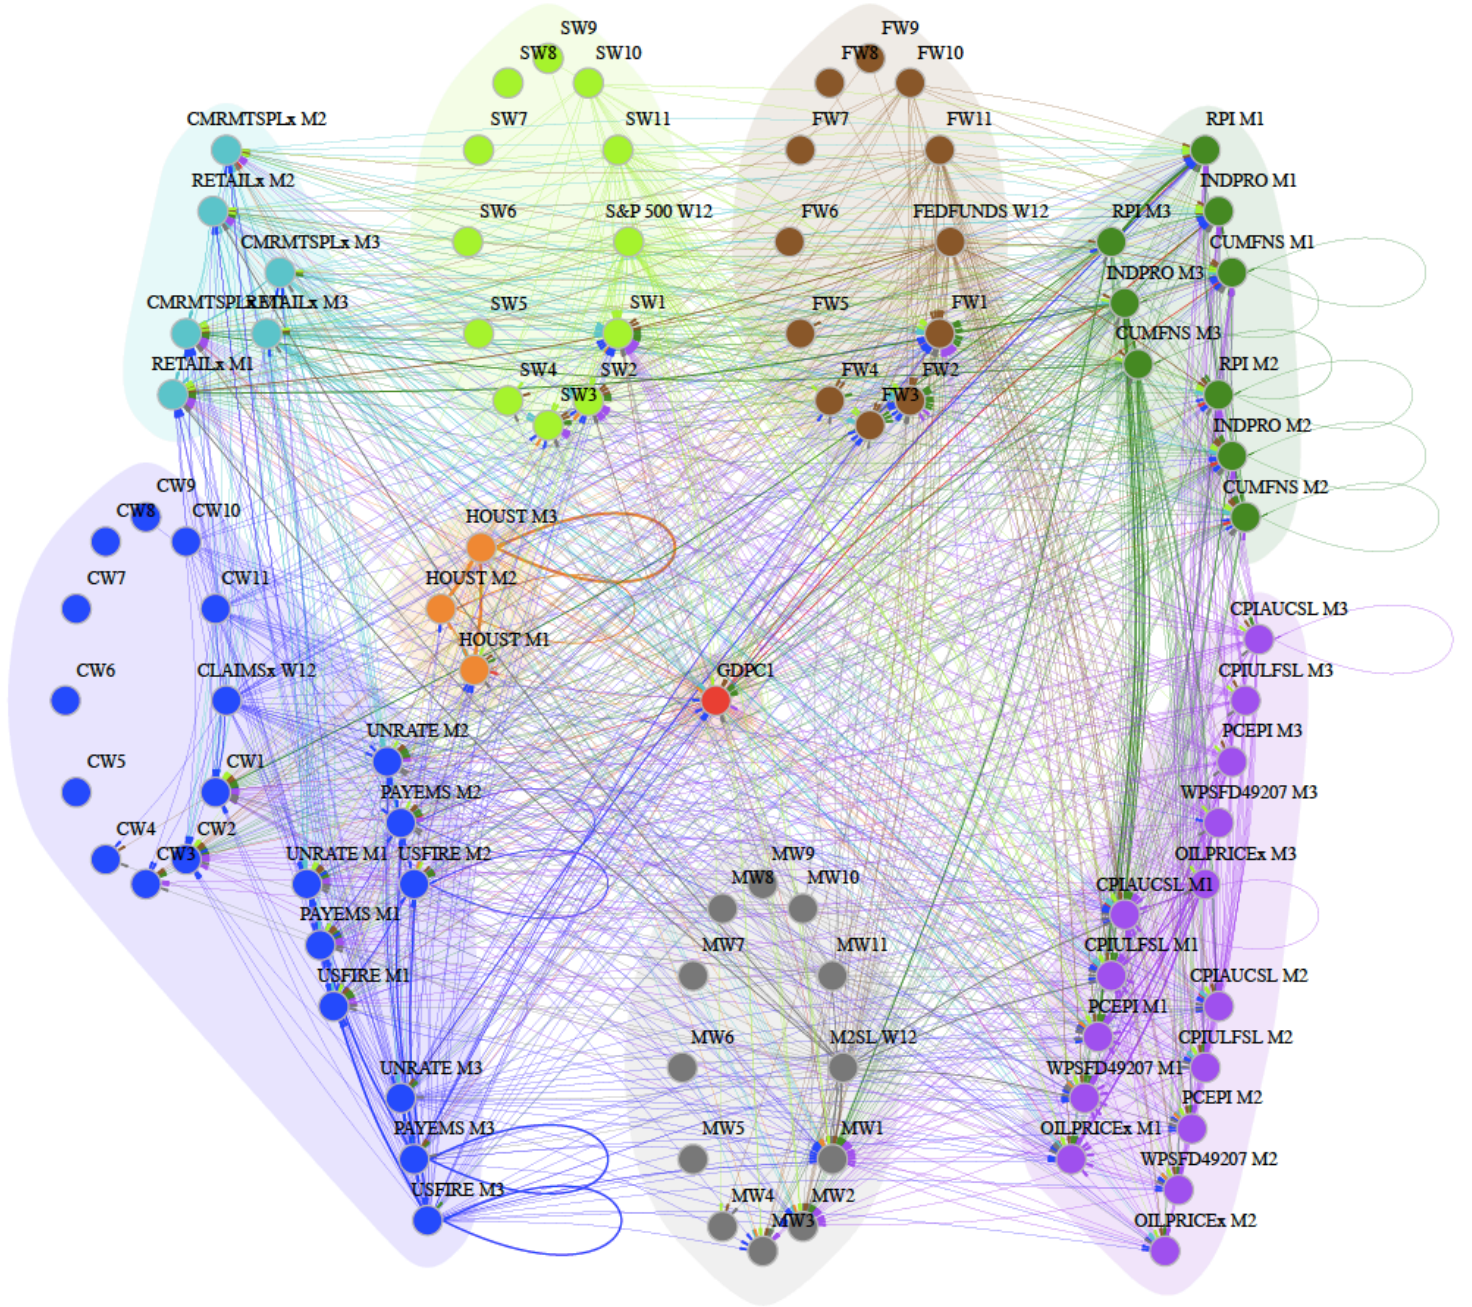 SW9
FW9
SW8
SW10
FW8
FW10
CMRMTSPLx M2
SW7
SW11
FW7
FW11
RPI M1
RETAILx M2
INDPRO M1
SW6
S&P 500 W12
FW6
FEDFUNDS W12
RPI M3
CMRMTSPLx M3
CUMFNS M1
INDPRO M3
RETAILx M3
SW5
SW1
FW5
FW1
CUMFNS M3
RETAILx M1
SW4
SW2
FW4
FW2
RPI M2
SW3
FW3
INDPRO M2
CW9
CUMFNS M2
CW8
CW10
HOUST M3
CW7
CW11
HOUST M2
CPIAUCSL M3
HOUST M1
CW6
CLAIMSx W12
GDPC1
CPIULFSL M3
UNRATE M2
PCEPI M3
CW5
CW1
PAYEMS M2
WPSFD49207 M3
CW4
CW2
CW3
UNRATE M1
USFIRE M2
MW9
OILPRICEx M3
MW8
MW10
CPIAUCSL M1
PAYEMS M1
MW7
MW11
CPIULFSL M1
USFIRE M1
CPIAUCSL M2
PCEPI M1
MW6
M2SL W12
CPIULFSL M2
UNRATE M3
WPSFD49207 M1
PCEPI M2
PAYEMS M3
MW5
MW1
OILPRICEx M1
WPSFD49207 M2
USFIRE M3
MW4
MW2
MW3
OILPRICEx M2